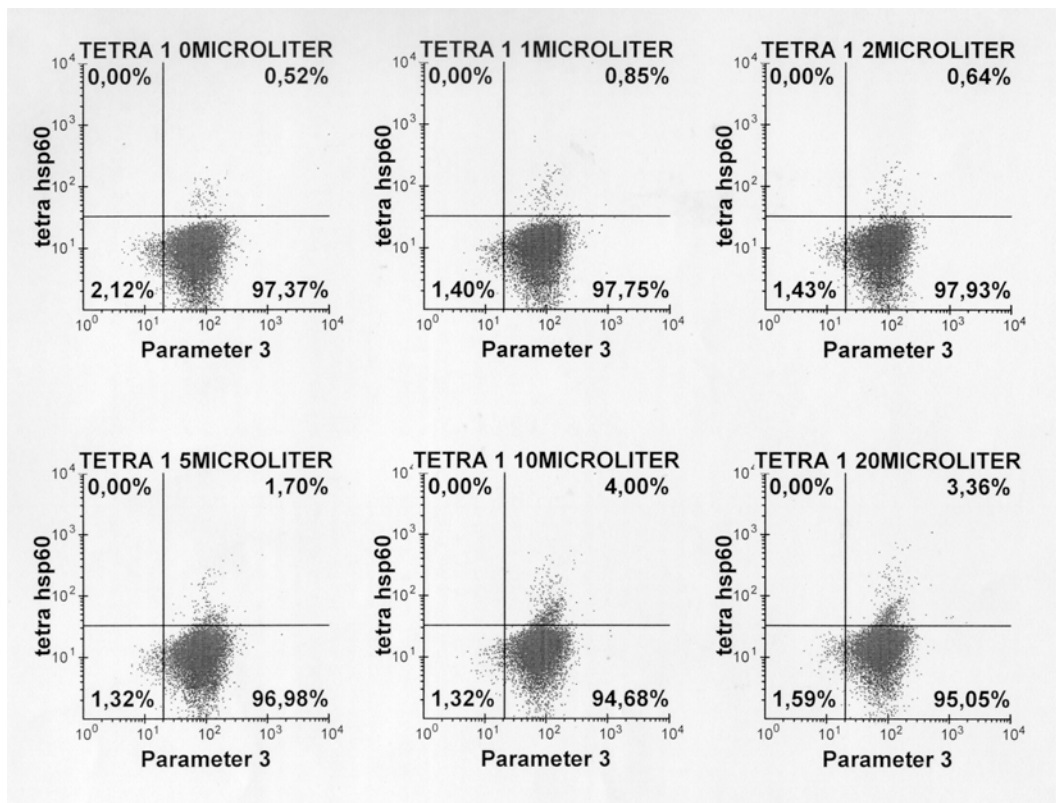 TETRA 1 0MICROLITER
0,00% 0,52%
tetra hsp60
10^4
10^3
10^2
10^1
2,12% 97,37%
10^0 10^1 10^2 10^3 10^4
Parameter 3
TETRA 1 1MICROLITER
0,00% 0,85%
tetra hsp60
10^4
10^3
10^2
10^1
1,40% 97,75%
10^0 10^1 10^2 10^3 10^4
Parameter 3
TETRA 1 2MICROLITER
0,00% 0,64%
tetra hsp60
10^4
10^3
10^2
10^1
1,43% 97,93%
10^0 10^1 10^2 10^3 10^4
Parameter 3
TETRA 1 5MICROLITER
0,00% 1,70%
tetra hsp60
10^4
10^3
10^2
10^1
1,32% 96,98%
10^0 10^1 10^2 10^3 10^4
Parameter 3
TETRA 1 10MICROLITER
0,00% 4,00%
tetra hsp60
10^4
10^3
10^2
10^1
1,32% 94,68%
10^0 10^1 10^2 10^3 10^4
Parameter 3
TETRA 1 20MICROLITER
0,00% 3,36%
tetra hsp60
10^4
10^3
10^2
10^1
1,59% 95,05%
10^0 10^1 10^2 10^3 10^4
Parameter 3